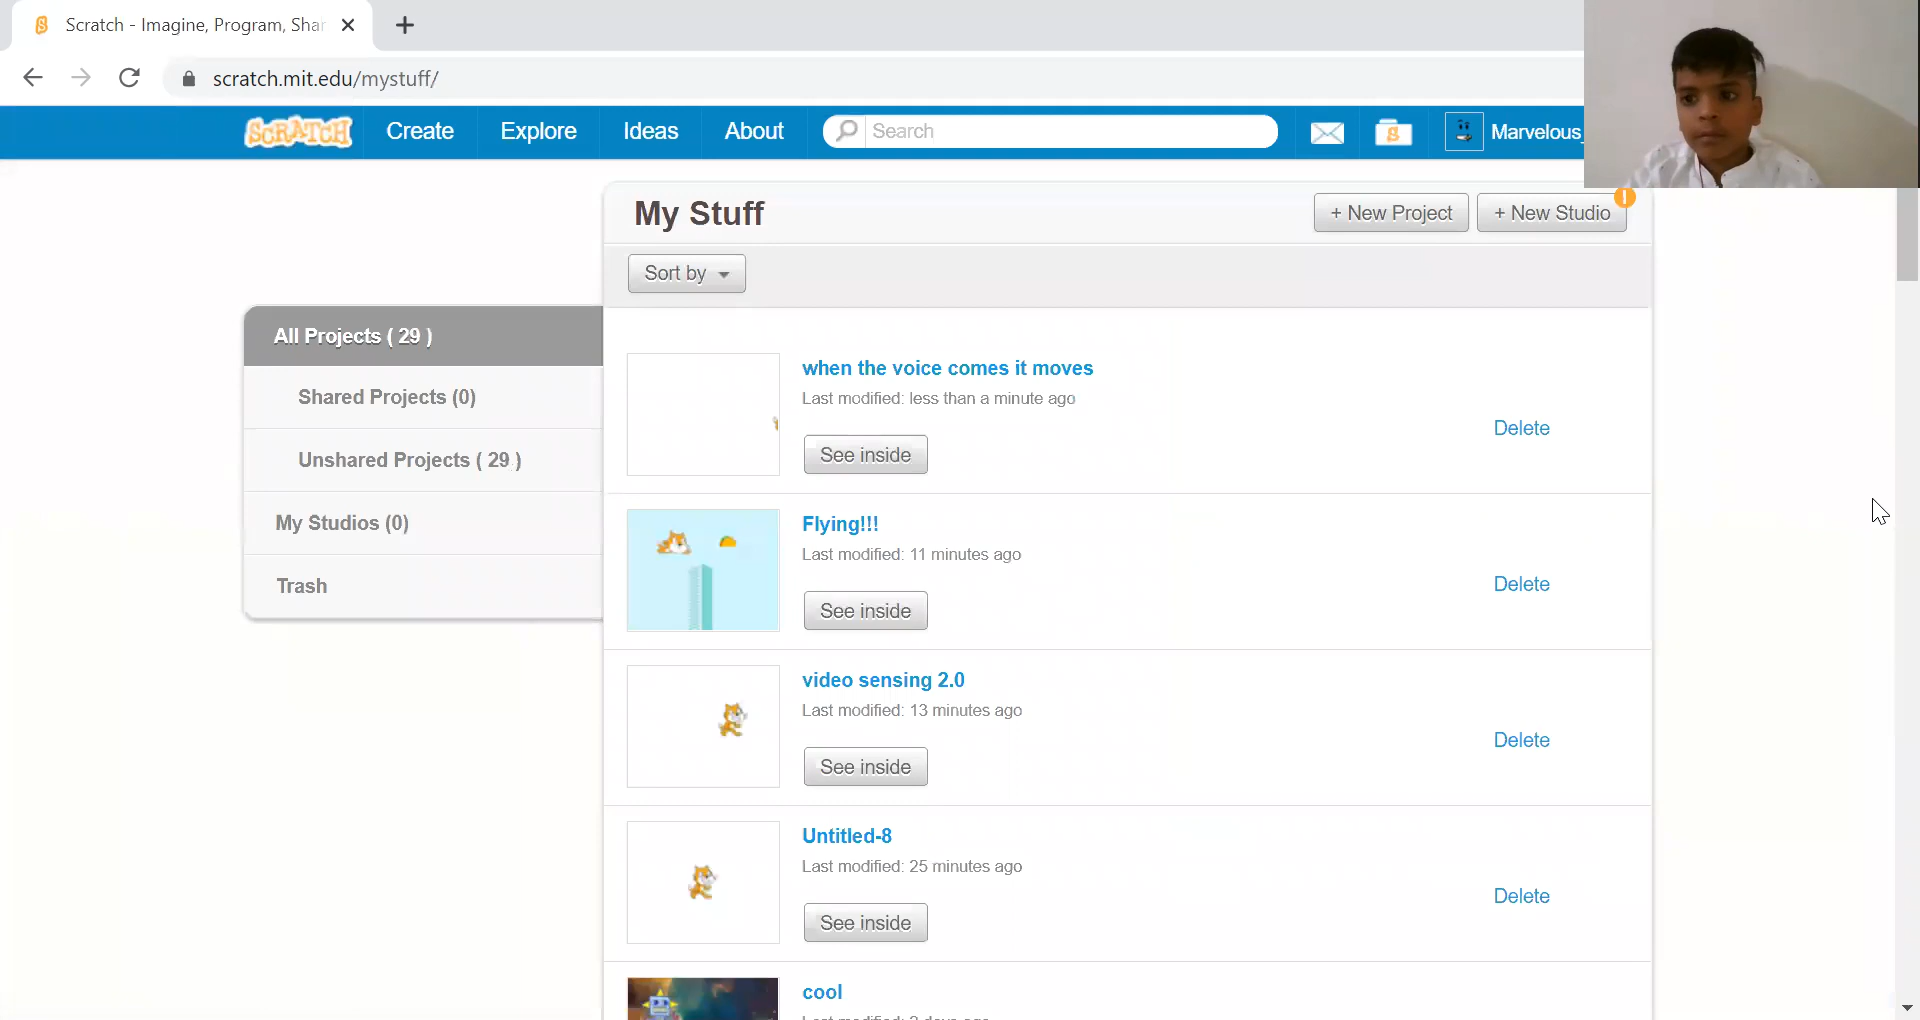 Scratch - Imagine, Program, Shar
scratch.mit.edu/mystuff/
SCRATCH
Create
Explore
Ideas
About
Search
Marvelous_
My Stuff
+ New Project
+ New Studio
Sort by
All Projects ( 29 )
Shared Projects (0)
Unshared Projects ( 29 )
My Studios (0)
Trash
when the voice comes it moves
Last modified: less than a minute ago
See inside
Delete
Flying!!!
Last modified: 11 minutes ago
See inside
Delete
video sensing 2.0
Last modified: 13 minutes ago
See inside
Delete
Untitled-8
Last modified: 25 minutes ago
See inside
Delete
cool